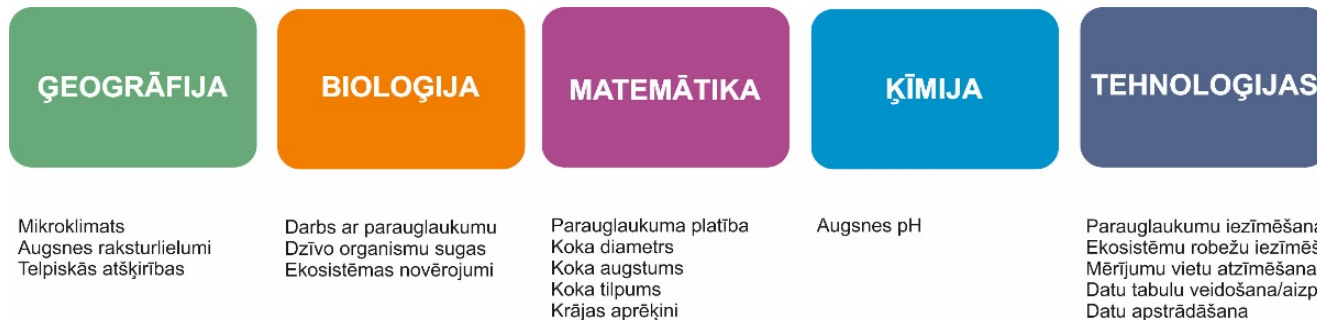 ĢEOGRĀFIJA
Mikroklimats
Augsnes raksturlielumi
Telpiskās atšķirības
BIOLOĢIJA
Darbs ar parauglaukumu
Dzīvo organismu sugas
Ekosistēmas novērojumi
MATEMĀTIKA
Parauglaukuma platība
Koka diametrs
Koka augstums
Koka tilpums
Krājas aprēķini
ĶĪMIJA
Augsnes pH
TEHNOLOĢIJAS
Parauglaukumu
Ekosistēmu robežu
Mērījumu vietu atzīmēšana
Datu tabulu
Datu apstrādāšana